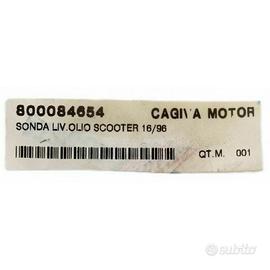 800084654 CAGIVA MOTOR
SONDA LIV.OLIO SCOOTER 16/96
QT.M. 001
subito